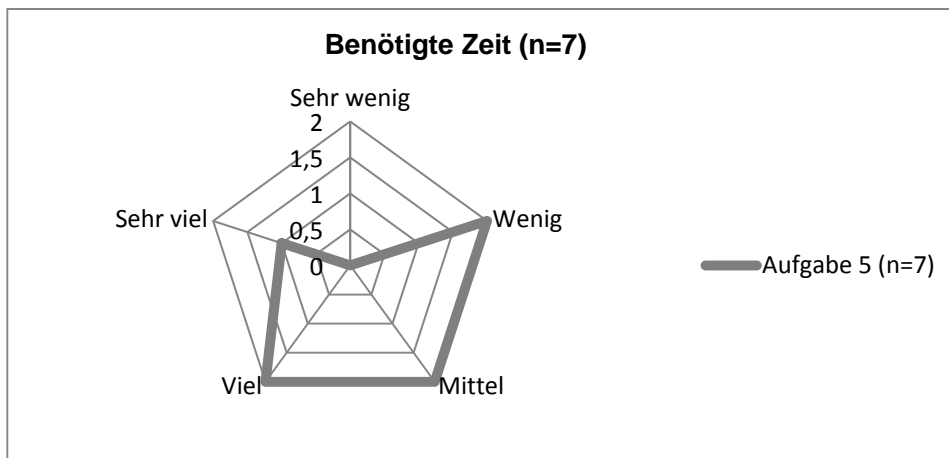 Benötigte Zeit (n=7)
Sehr wenig
2
1,5
1
0,5
0
Sehr viel
Wenig
Viel
Mittel
Aufgabe 5 (n=7)